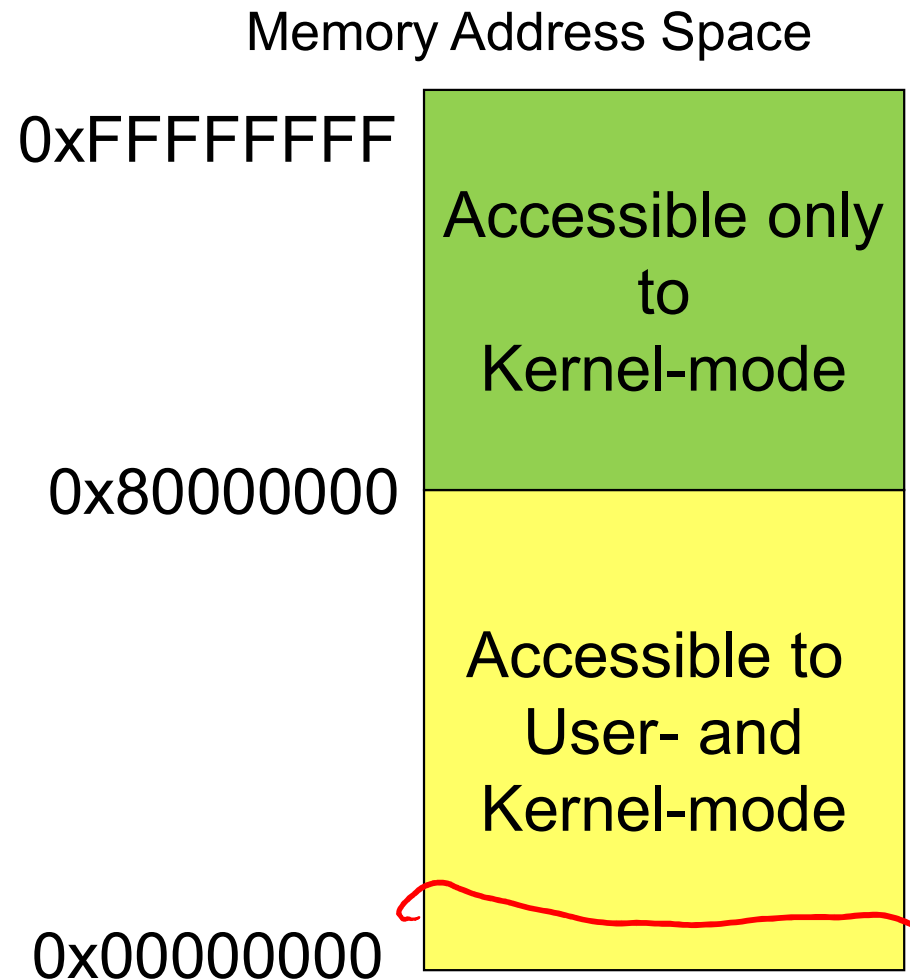 Memory Address Space
0xFFFFFFFF
Accessible only
to
Kernel-mode
0x80000000
Accessible to
User- and
Kernel-mode
0x00000000